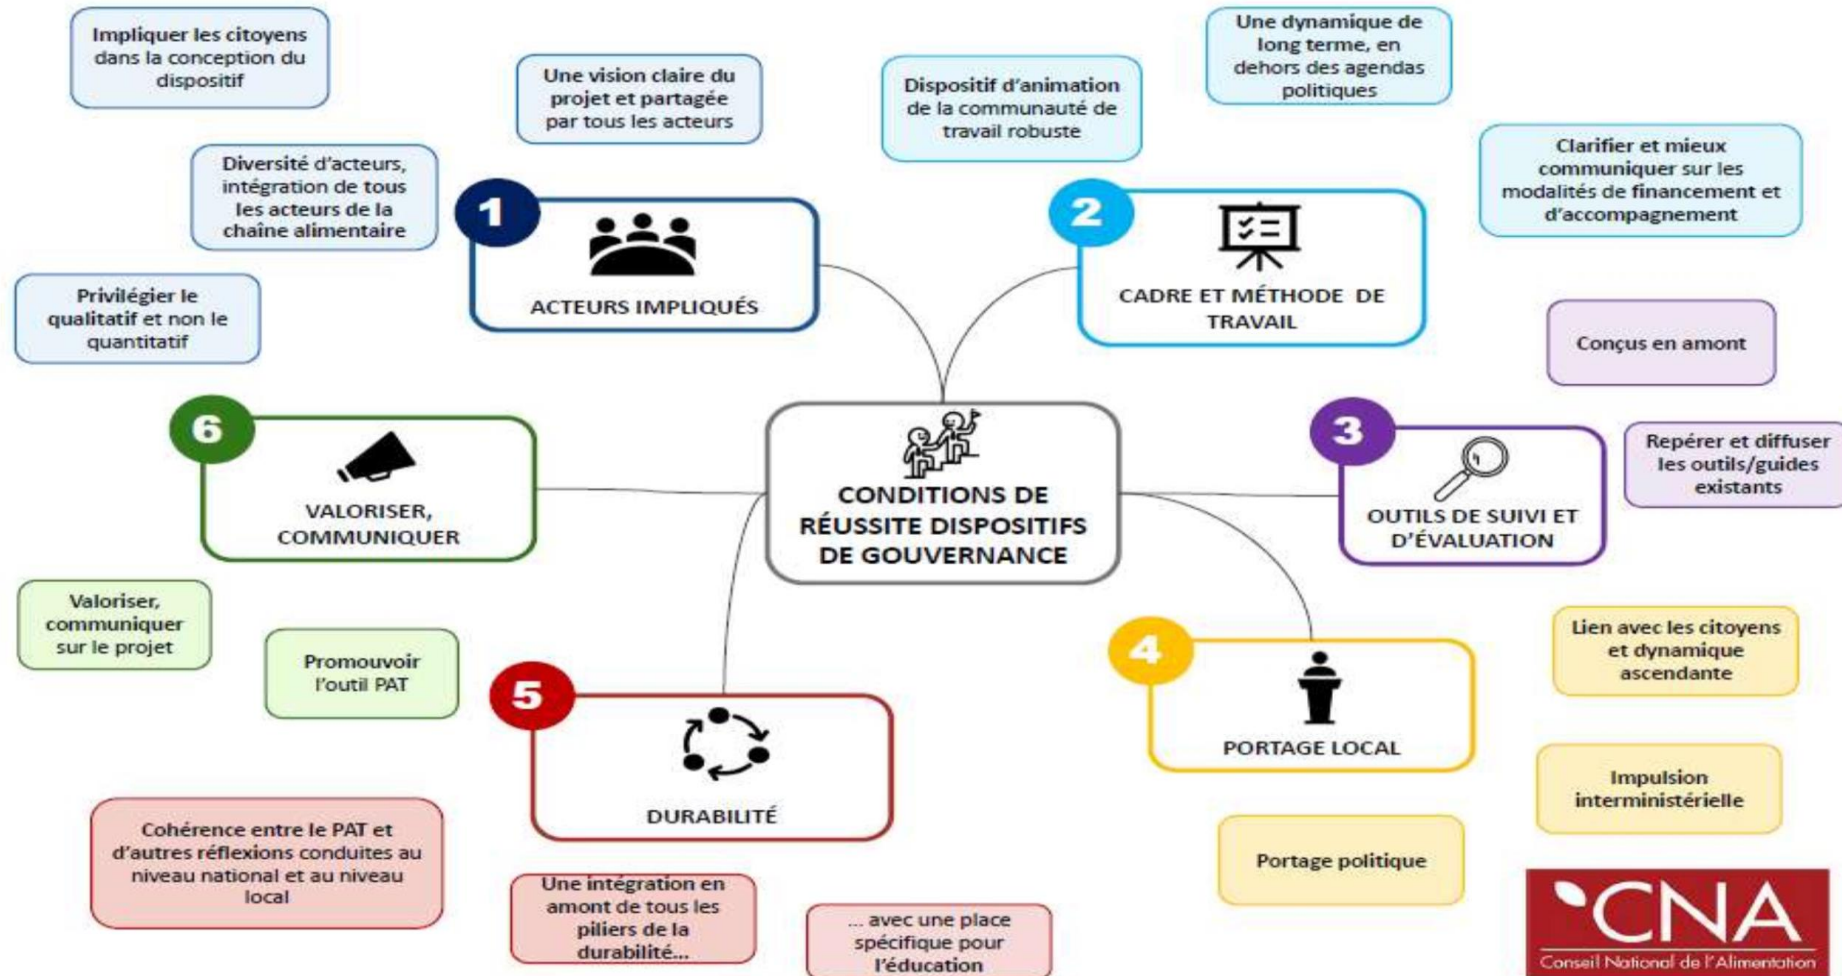 Impliquer les citoyens
dans la conception du
dispositif
Une vision claire du
projet et partagée
par tous les acteurs
Diversité d'acteurs,
intégration de tous
les acteurs de la
chaîne alimentaire
Privilégier le
qualitatif et non le
quantitatif
1
ACTEURS IMPLIQUÉS
Dispositif d'animation
de la communauté de
travail robuste
Une dynamique de
long terme, en
dehors des agendas
politiques
Clarifier et mieux
communiquer sur les
modalités de financement et
d'accompagnement
2
CADRE ET MÉTHODE DE
TRAVAIL
Conçus en amont
Repérer et diffuser
les outils/guides
existants
3
OUTILS DE SUIVI ET
D'ÉVALUATION
CONDITIONS DE
RÉUSSITE DISPOSITIFS
DE GOUVERNANCE
6
VALORISER,
COMMUNIQUER
Valoriser,
communiquer
sur le projet
Promouvoir
l'outil PAT
5
DURABILITÉ
Cohérence entre le PAT et
d'autres réflexions conduites au
niveau national et au niveau
local
Une intégration en
amont de tous les
piliers de la
durabilité...
... avec une place
spécifique pour
l'éducation
4
PORTAGE LOCAL
Lien avec les citoyens
et dynamique
ascendante
Impulsion
interministérielle
Portage politique
CNA
Conseil National de l'Alimentation